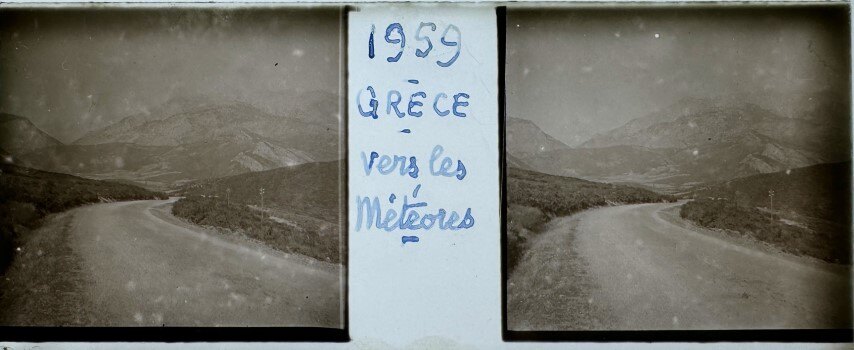 1959
GRÈCE
vers les
Météores